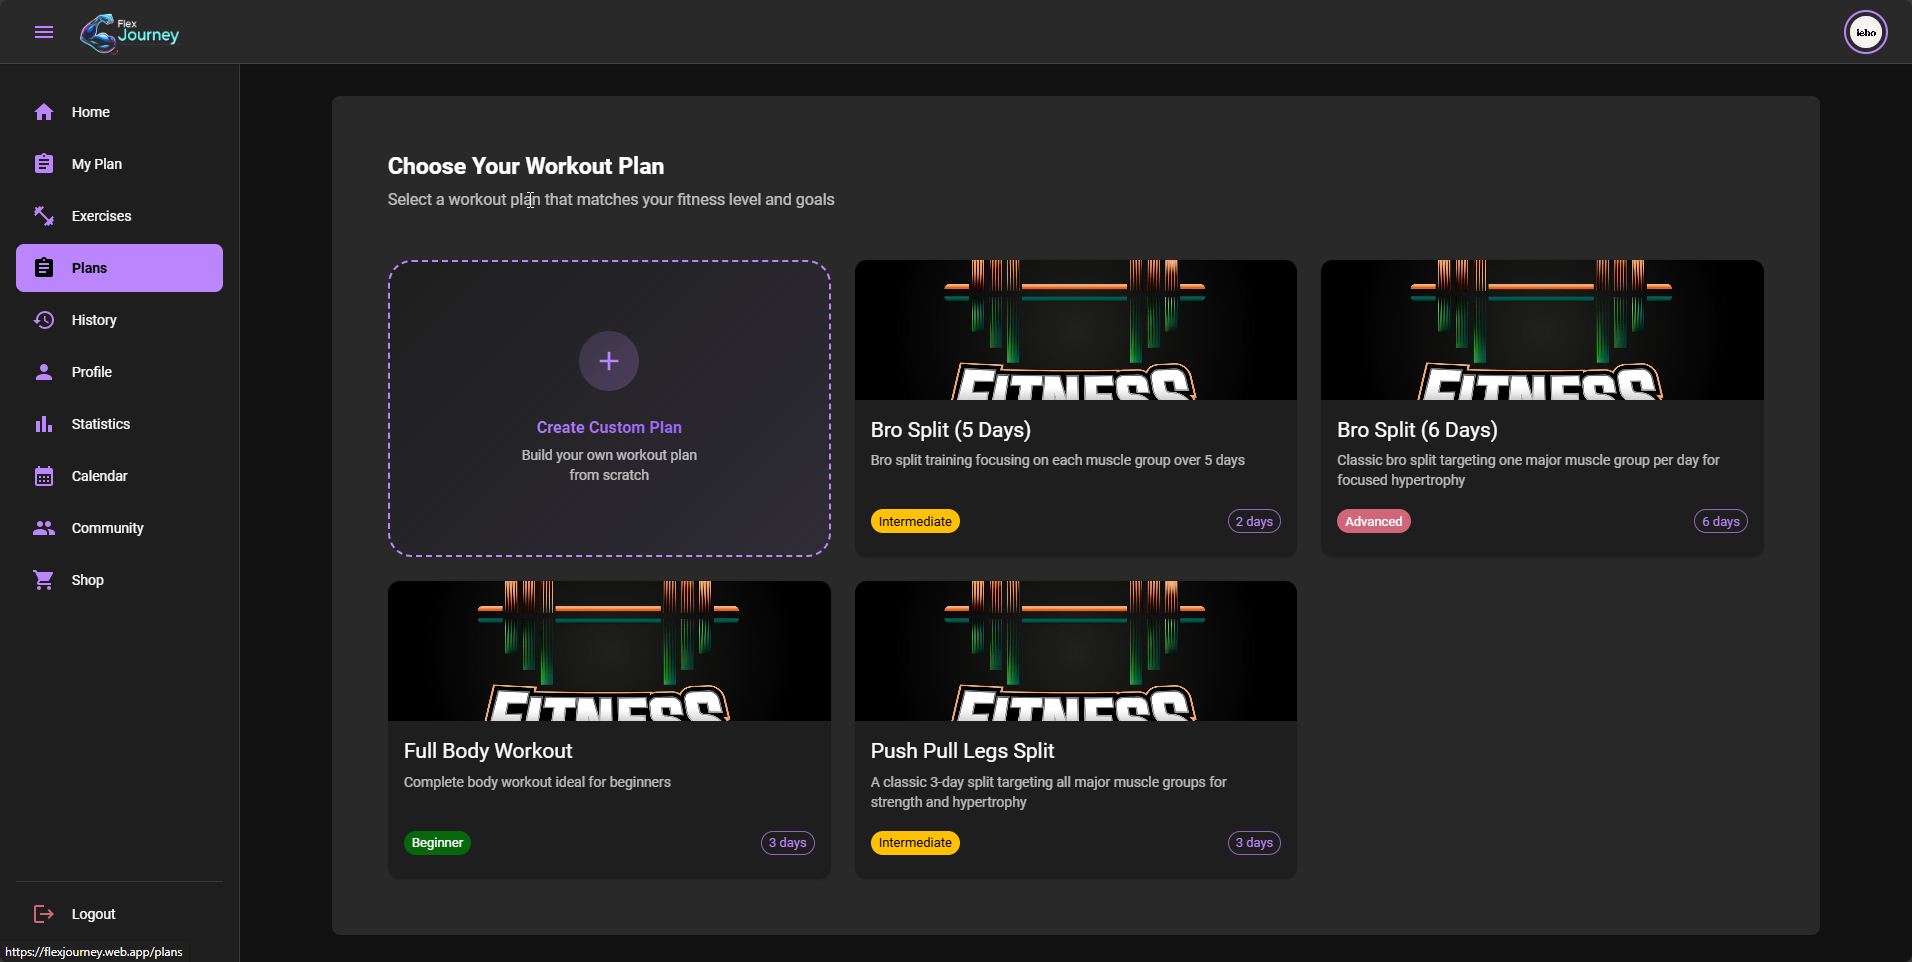 Flex
Journey
ieho
Home
My Plan
Exercises
Plans
History
Profile
Statistics
Calendar
Community
Shop
Logout
https://flexjourney.web.app/plans
Choose Your Workout Plan
Select a workout plan that matches your fitness level and goals
Create Custom Plan
Build your own workout plan
from scratch
FITNESS
Bro Split (5 Days)
Bro split training focusing on each muscle group over 5 days
Intermediate
2 days
FITNESS
Bro Split (6 Days)
Classic bro split targeting one major muscle group per day for
focused hypertrophy
Advanced
6 days
FITNESS
Full Body Workout
Complete body workout ideal for beginners
Beginner
3 days
FITNESS
Push Pull Legs Split
A classic 3-day split targeting all major muscle groups for
strength and hypertrophy
Intermediate
3 days